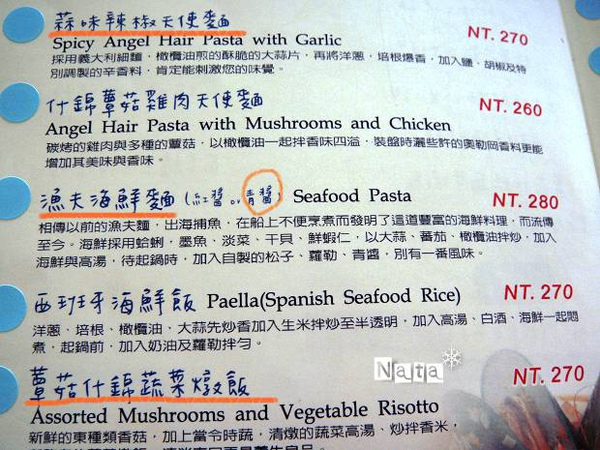 蒜味辣椒天使麵
Spicy Angel Hair Pasta with Garlic NT. 270
採用義大利細麵，橄欖油煎的酥脆的大蒜片，再將洋蔥，培根爆香，加入鹽，胡椒及特
別調製的辛香料，肯定能刺激您的味覺。
什錦蕈菇雞肉天使麵 NT. 260
Angel Hair Pasta with Mushrooms and Chicken
碳烤的雞肉與多種的蕈菇，以橄欖油一起拌香味四溢，裝盤時灑些許的奧勒岡香料更能
增加其美味與香味。
漁夫海鮮麵(紅醬or青醬) Seafood Pasta NT. 280
相傳以前的漁夫麵，出海捕魚，在船上不便烹煮而發明了這道豐富的海鮮料理，而流傳
至今。海鮮採用蛤蜊，墨魚、淡菜、干貝、鮮蝦仁，以大蒜、番茄、橄欖油拌炒，加入
海鮮與高湯，待起鍋時，加入自製的松子、羅勒、青醬，別有一番風味。
西班牙海鮮飯 Paella(Spanish Seafood Rice) NT. 270
洋蔥、培根、橄欖油、大蒜先炒香加入生米拌炒至半透明，加入高湯、白酒、海鮮一起悶
煮，起鍋前，加入奶油及羅勒拌勻。
Nata
蕈菇什錦蔬菜燉飯 NT. 270
Assorted Mushrooms and Vegetable Risotto
新鮮的東種類香菇，加上當令時蔬，清燉的蔬菜高湯、炒拌香米，